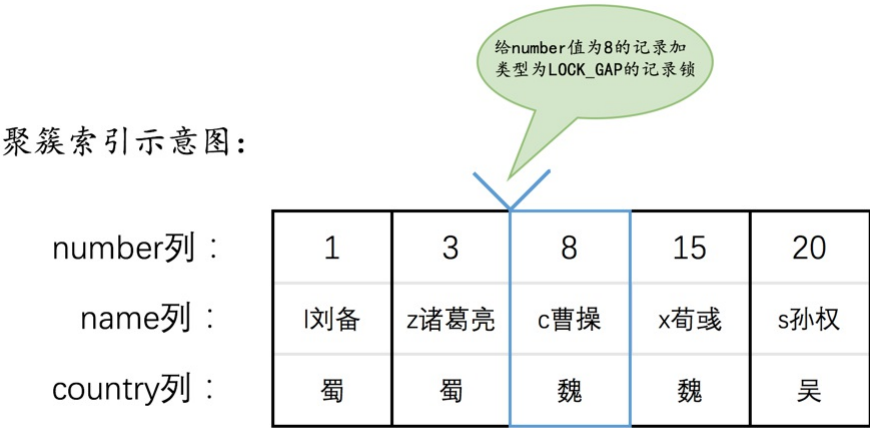 给number值为8的记录加
类型为LOCK_GAP的记录锁
聚簇索引示意图：
number列： 1 3 8 15 20
name列： l刘备 z诸葛亮 c曹操 x荀彧 s孙权
country列： 蜀 蜀 魏 魏 吴